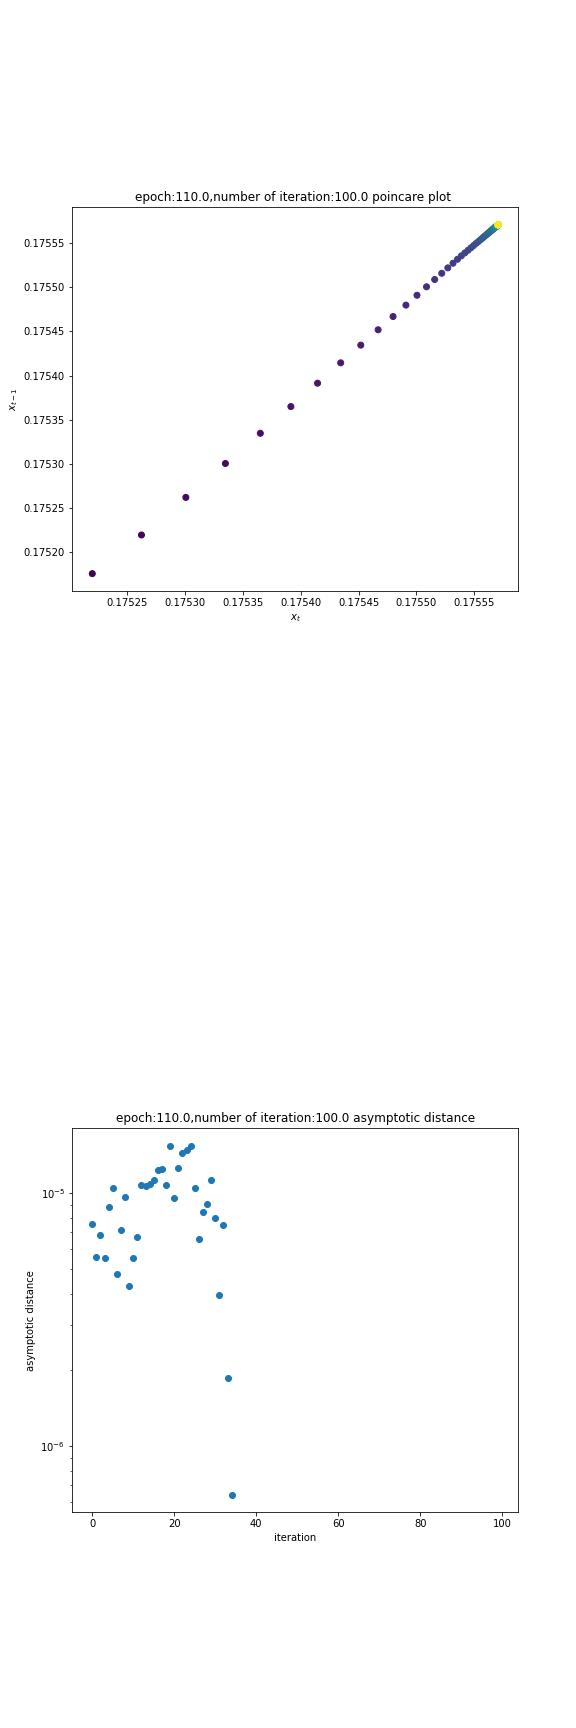 epoch:110.0,number of iteration:100.0 poincare plot
0.17555
0.17550
0.17545
0.17540
0.17535
0.17530
0.17525
0.17520
x_{t-1}
0.17525 0.17530 0.17535 0.17540 0.17545 0.17550 0.17555
x_t
epoch:110.0,number of iteration:100.0 asymptotic distance
10^{-5}
10^{-6}
asymptotic distance
0 20 40 60 80 100
iteration